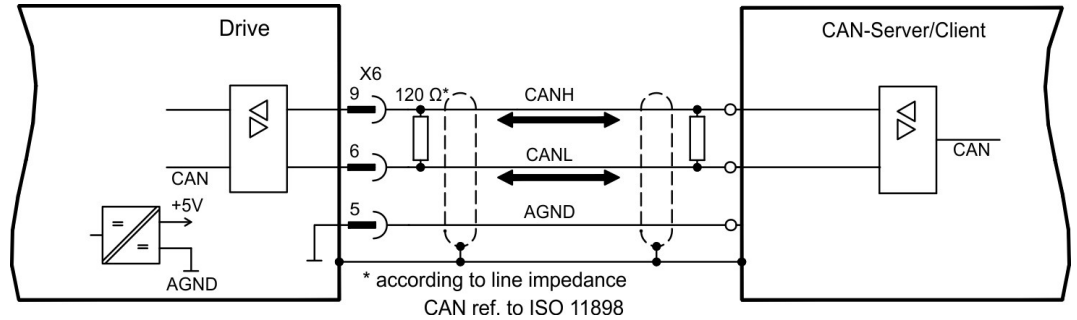 Drive
CAN-Server/Client
X6
9
120 Ω*
CANH
6
CANL
CAN
CAN
+5V
5
AGND
=
=
AGND
* according to line impedance
CAN ref. to ISO 11898